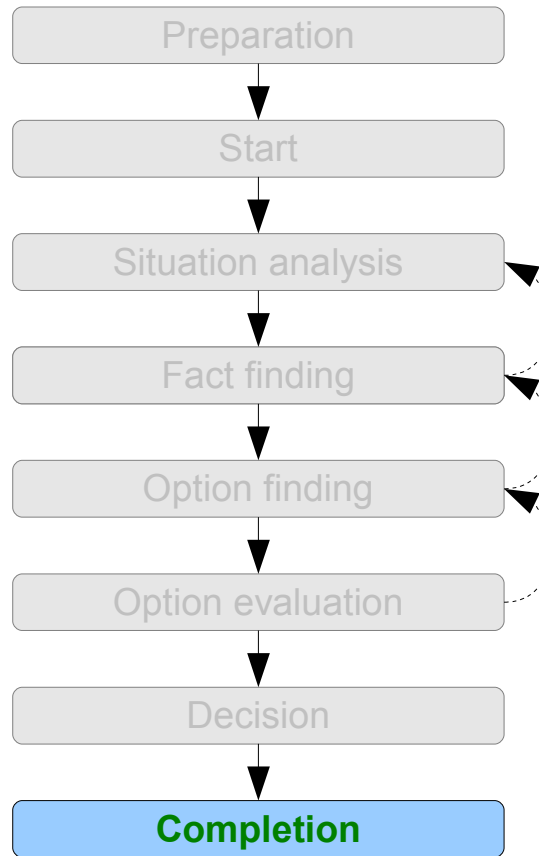 Preparation
Start
Situation analysis
Fact finding
Option finding
Option evaluation
Decision
Completion